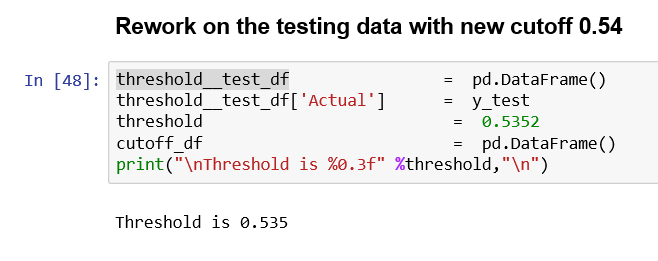 Rework on the testing data with new cutoff 0.54
In [48]: threshold__test_df = pd.DataFrame()
threshold__test_df['Actual'] = y_test
threshold = 0.5352
cutoff_df = pd.DataFrame()
print("\nThreshold is %0.3f" %threshold,"\n")
Threshold is 0.535